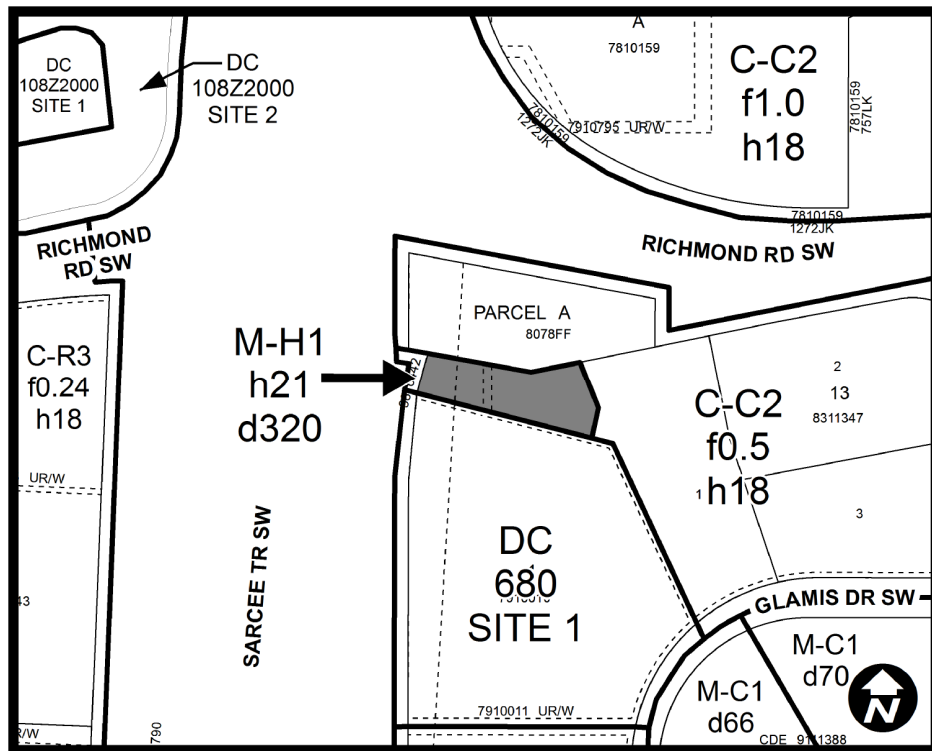 DC
108Z2000
SITE 1
DC
108Z2000
SITE 2
A
7810159
C-C2
f1.0
h18
7810159
757LK
7810159
1272JK
7910795 UR/W
7810159
1272JK
RICHMOND
RD SW
RICHMOND RD SW
PARCEL A
8078FF
M-H1
h21
d320
C-R3
f0.24
h18
UR/W
C-C2
f0.5
h18
2
13
8311347
1
3
SARCEE TR SW
DC
680
SITE 1
GLAMIS DR SW
M-C1
d70
M-C1
d66
43
7910011 UR/W
790
R/W
CDE 9111388
N